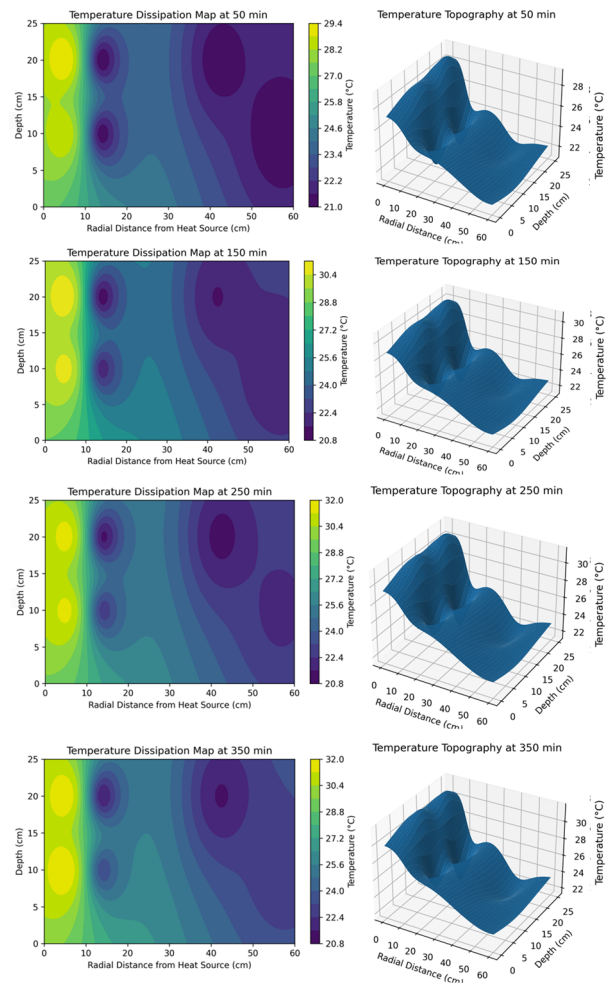 Temperature Dissipation Map at 50 min
25
20
15
10
5
0
Depth (cm)
0 10 20 30 40 50 60
Radial Distance from Heat Source (cm)
29.4
28.2
27.0
25.8
24.6
23.4
22.2
21.0
Temperature (°C)
Temperature Topography at 50 min
28
26
24
22
Temperature (°C)
0 10 20 30 40 50 60
Radial Distance (cm)
0 5 10 15 20 25
Depth (cm)
Temperature Dissipation Map at 150 min
25
20
15
10
5
0
Depth (cm)
0 10 20 30 40 50 60
Radial Distance from Heat Source (cm)
30.4
28.8
27.2
25.6
24.0
22.4
20.8
Temperature (°C)
Temperature Topography at 150 min
30
28
26
24
22
Temperature (°C)
0 10 20 30 40 50 60
Radial Distance (cm)
0 5 10 15 20 25
Depth (cm)
Temperature Dissipation Map at 250 min
25
20
15
10
5
0
Depth (cm)
0 10 20 30 40 50 60
Radial Distance from Heat Source (cm)
32.0
30.4
28.8
27.2
25.6
24.0
22.4
20.8
Temperature (°C)
Temperature Topography at 250 min
30
28
26
24
22
Temperature (°C)
0 10 20 30 40 50 60
Radial Distance (cm)
0 5 10 15 20 25
Depth (cm)
Temperature Dissipation Map at 350 min
25
20
15
10
5
0
Depth (cm)
0 10 20 30 40 50 60
Radial Distance from Heat Source (cm)
32.0
30.4
28.8
27.2
25.6
24.0
22.4
20.8
Temperature (°C)
Temperature Topography at 350 min
32
30
28
26
24
22
Temperature (°C)
0 10 20 30 40 50 60
Radial Distance (cm)
0 5 10 15 20 25
Depth (cm)